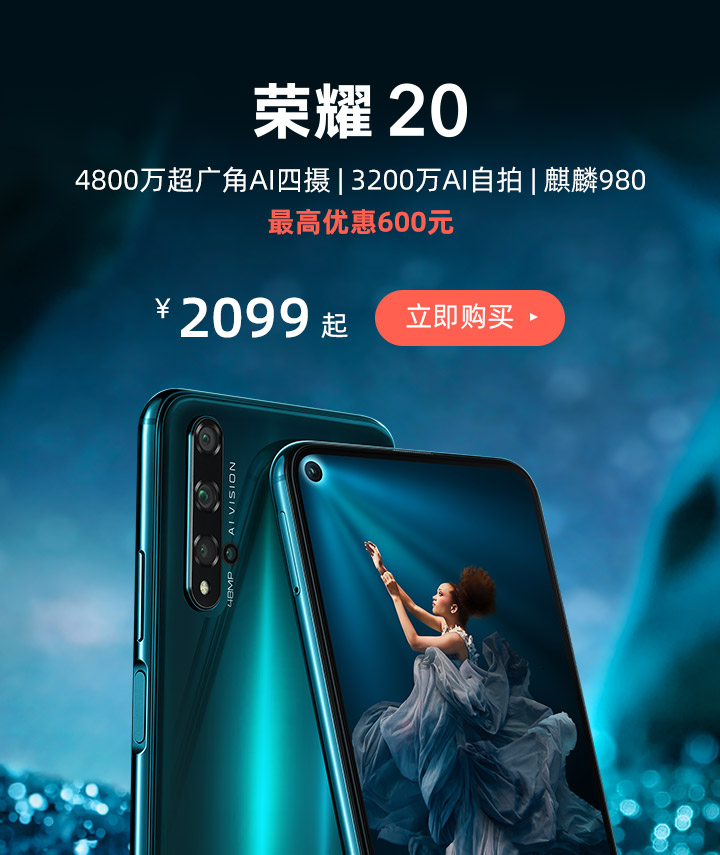 荣耀 20
4800万超广角AI四摄 | 3200万AI自拍 | 麒麟980
最高优惠600元
¥ 2099 起 立即购买 ▸
AI VISION
48MP